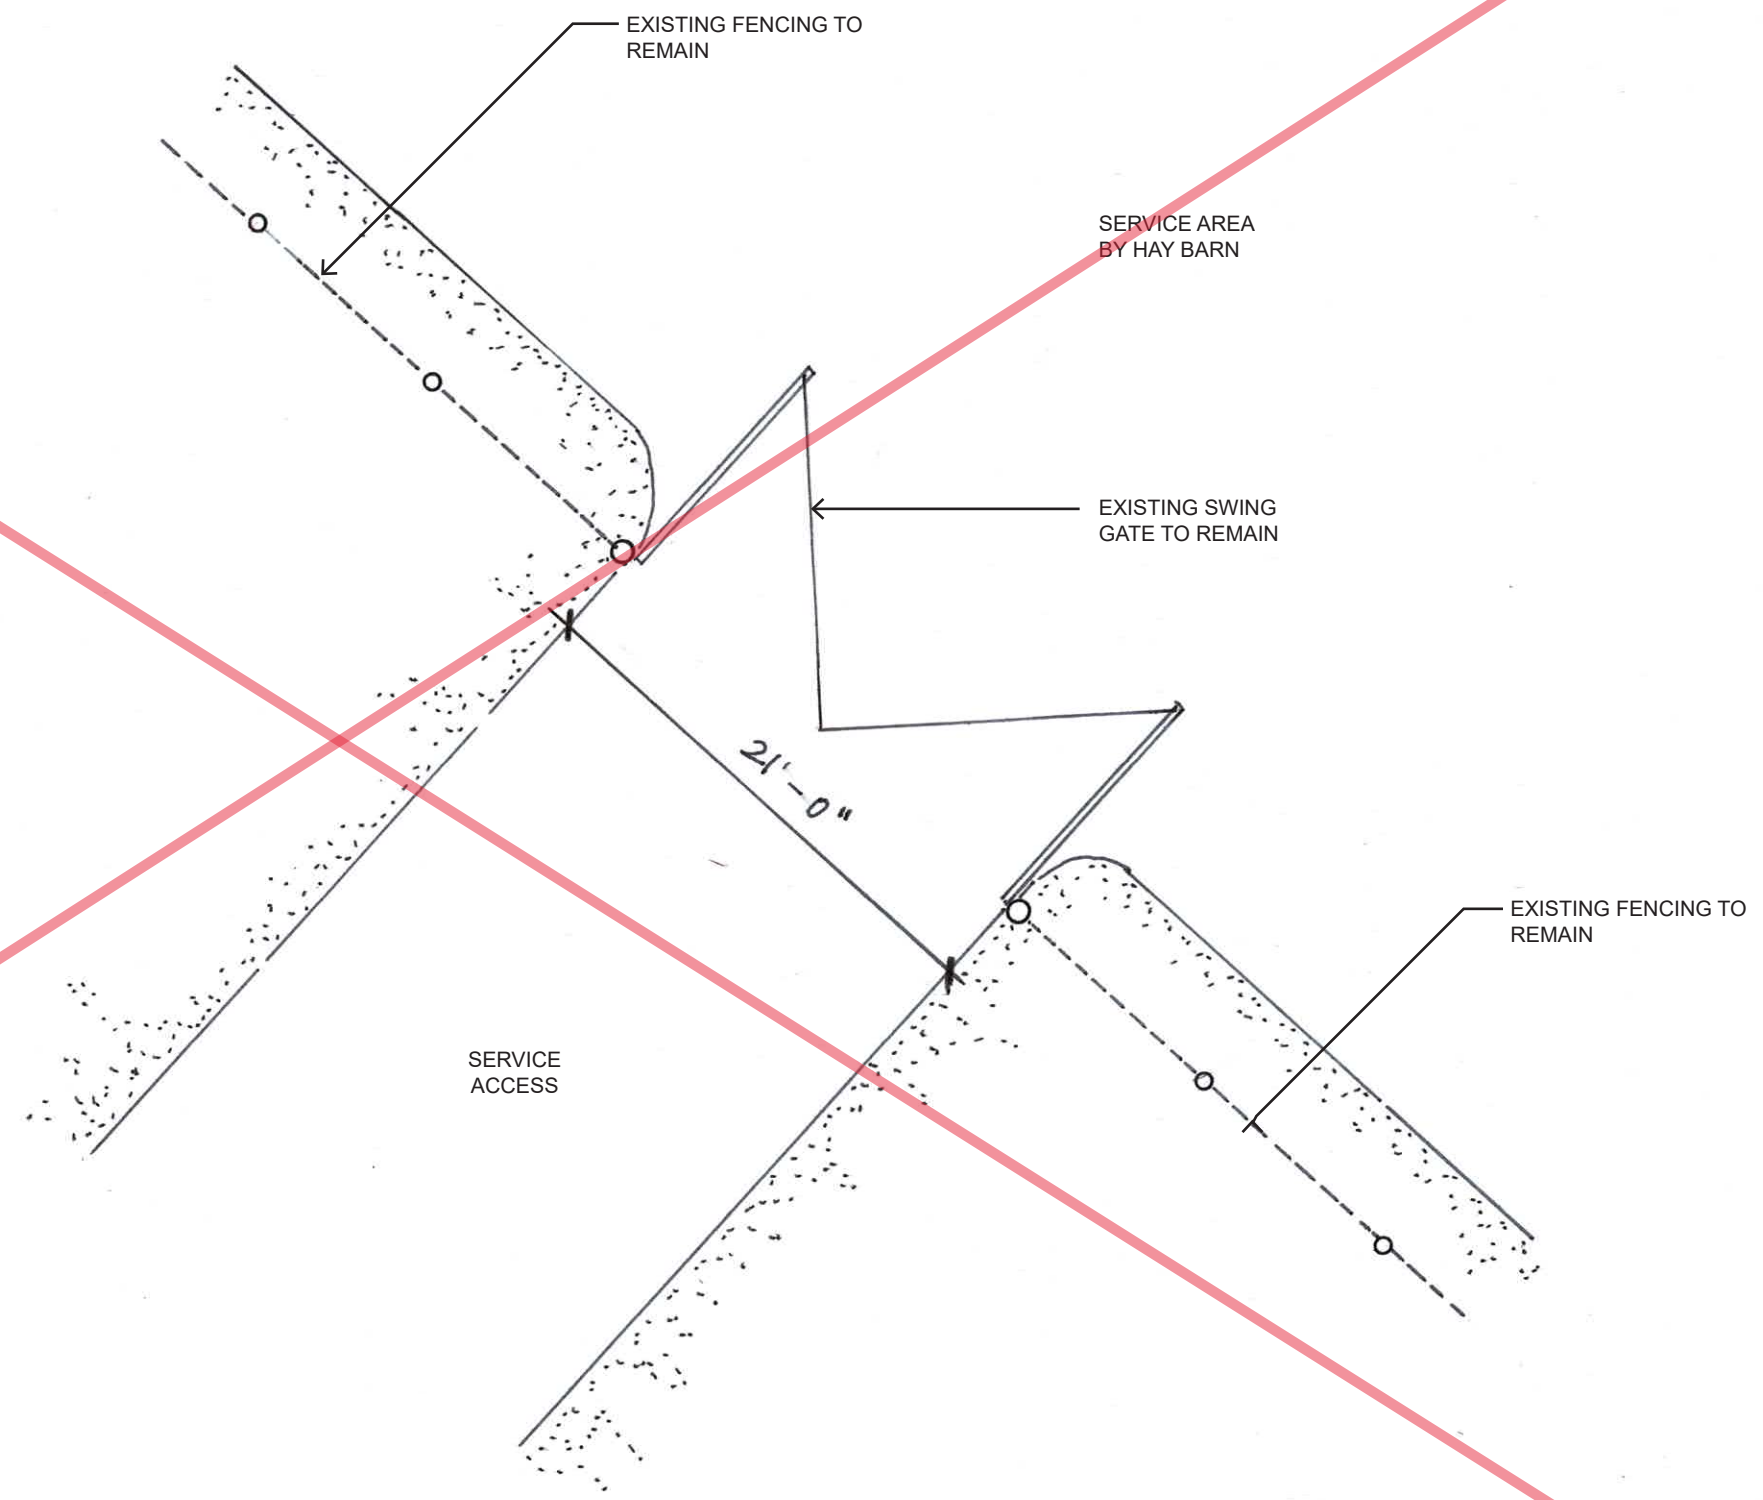 EXISTING FENCING TO
REMAIN
SERVICE AREA
BY HAY BARN
EXISTING SWING
GATE TO REMAIN
21'-0"
EXISTING FENCING TO
REMAIN
SERVICE
ACCESS